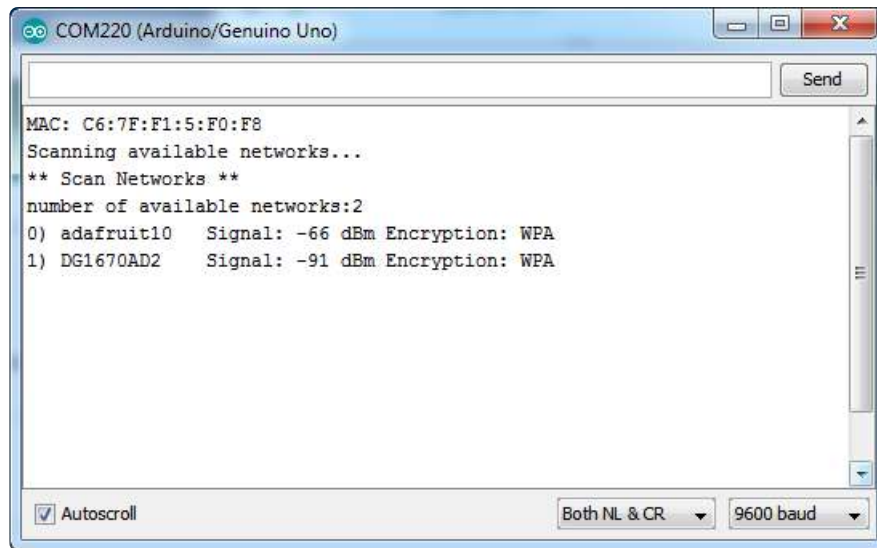 COM220 (Arduino/Genuino Uno)
Send
MAC: C6:7F:F1:5:F0:F8
Scanning available networks...
** Scan Networks **
number of available networks:2
0) adafruit10   Signal: -66 dBm Encryption: WPA
1) DG1670AD2    Signal: -91 dBm Encryption: WPA
Autoscroll Both NL & CR 9600 baud